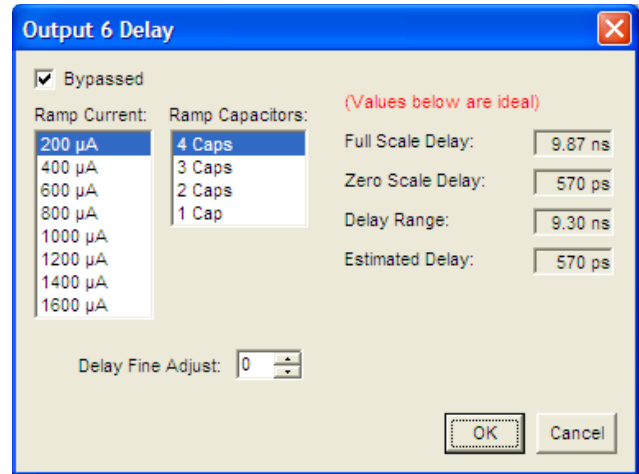 Output 6 Delay
Bypassed
Ramp Current:
200 µA
400 µA
600 µA
800 µA
1000 µA
1200 µA
1400 µA
1600 µA
Ramp Capacitors:
4 Caps
3 Caps
2 Caps
1 Cap
(Values below are ideal)
Full Scale Delay: 9.87 ns
Zero Scale Delay: 570 ps
Delay Range: 9.30 ns
Estimated Delay: 570 ps
Delay Fine Adjust: 0
OK Cancel